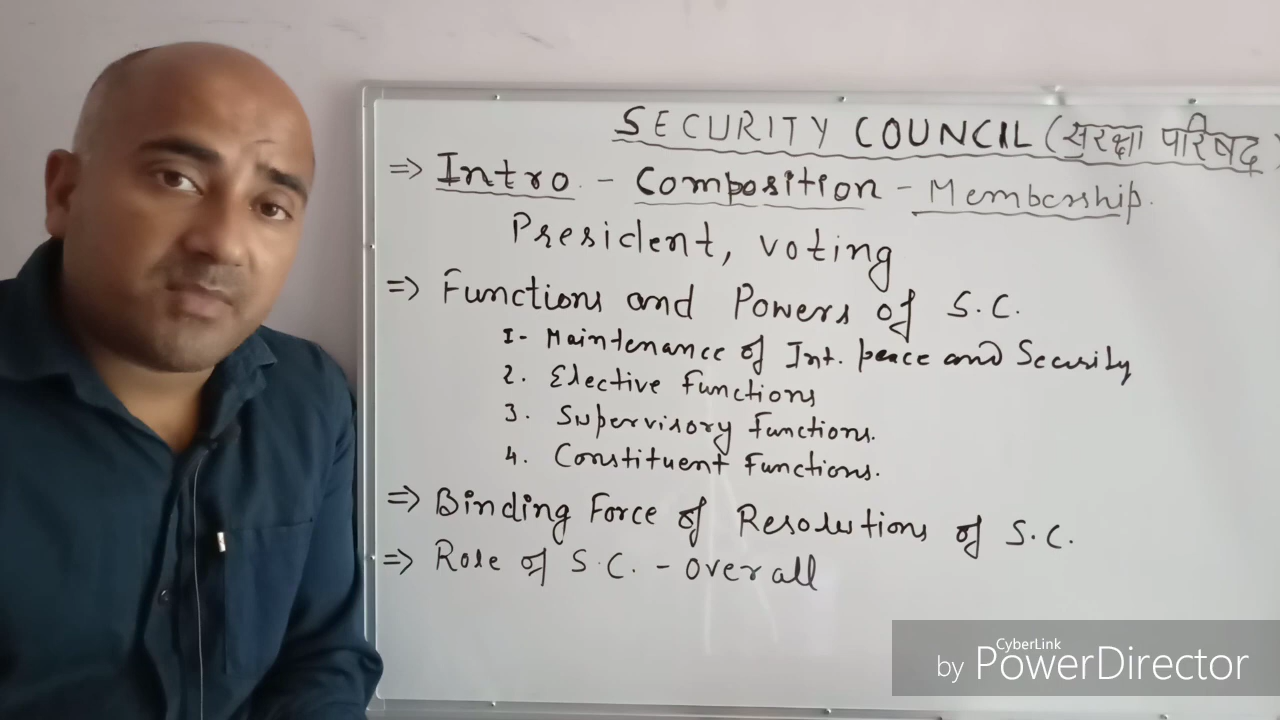 SECURITY COUNCIL (सुरक्षा परिषद)
=> Intro - Composition - Membership.
President, voting
=> Functions and Powers of S.C.
1- Maintenance of Int. peace and Security
2. Elective Functions
3. Supervisory Functions.
4. Constituent Functions.
=> Binding Force of Resolutions of S.C.
=> Role of S.C. - overall
CyberLink
by PowerDirector